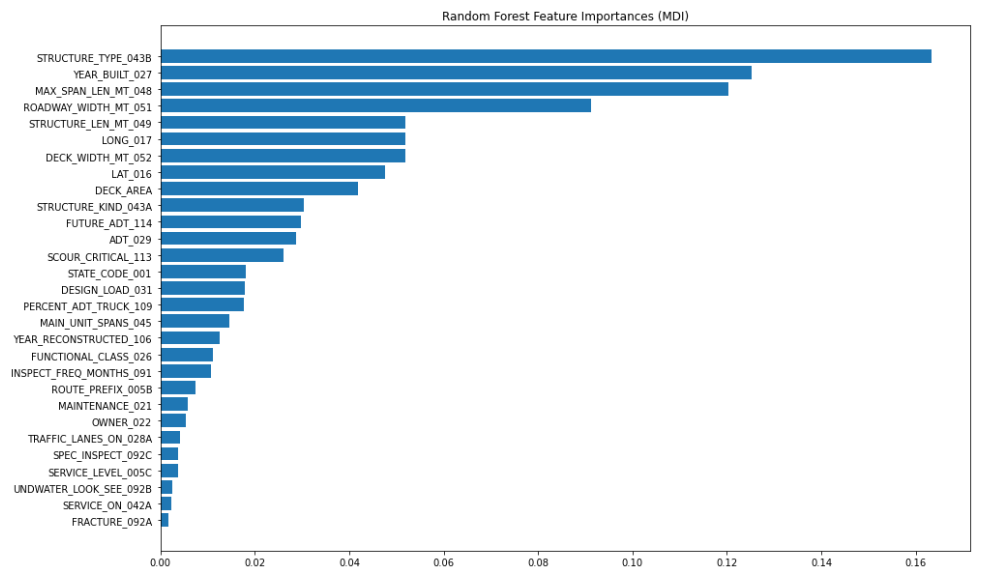 Random Forest Feature Importances (MDI)
STRUCTURE_TYPE_043B
YEAR_BUILT_027
MAX_SPAN_LEN_MT_048
ROADWAY_WIDTH_MT_051
STRUCTURE_LEN_MT_049
LONG_017
DECK_WIDTH_MT_052
LAT_016
DECK_AREA
STRUCTURE_KIND_043A
FUTURE_ADT_114
ADT_029
SCOUR_CRITICAL_113
STATE_CODE_001
DESIGN_LOAD_031
PERCENT_ADT_TRUCK_109
MAIN_UNIT_SPANS_045
YEAR_RECONSTRUCTED_106
FUNCTIONAL_CLASS_026
INSPECT_FREQ_MONTHS_091
ROUTE_PREFIX_005B
MAINTENANCE_021
OWNER_022
TRAFFIC_LANES_ON_028A
SPEC_INSPECT_092C
SERVICE_LEVEL_005C
UNDWATER_LOOK_SEE_092B
SERVICE_ON_042A
FRACTURE_092A
0.00 0.02 0.04 0.06 0.08 0.10 0.12 0.14 0.16